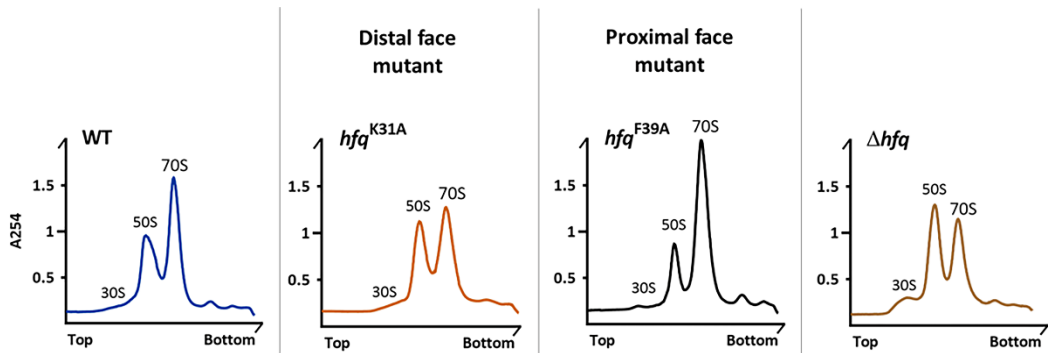 Distal face
mutant
Proximal face
mutant
WT
hfqK31A
hfqF39A
Δhfq
A254
1.5
1
0.5
30S
50S
70S
Top
Bottom
1.5
1
0.5
30S
50S
70S
Top
Bottom
1.5
1
0.5
30S
50S
70S
Top
Bottom
1.5
1
0.5
30S
50S
70S
Top
Bottom